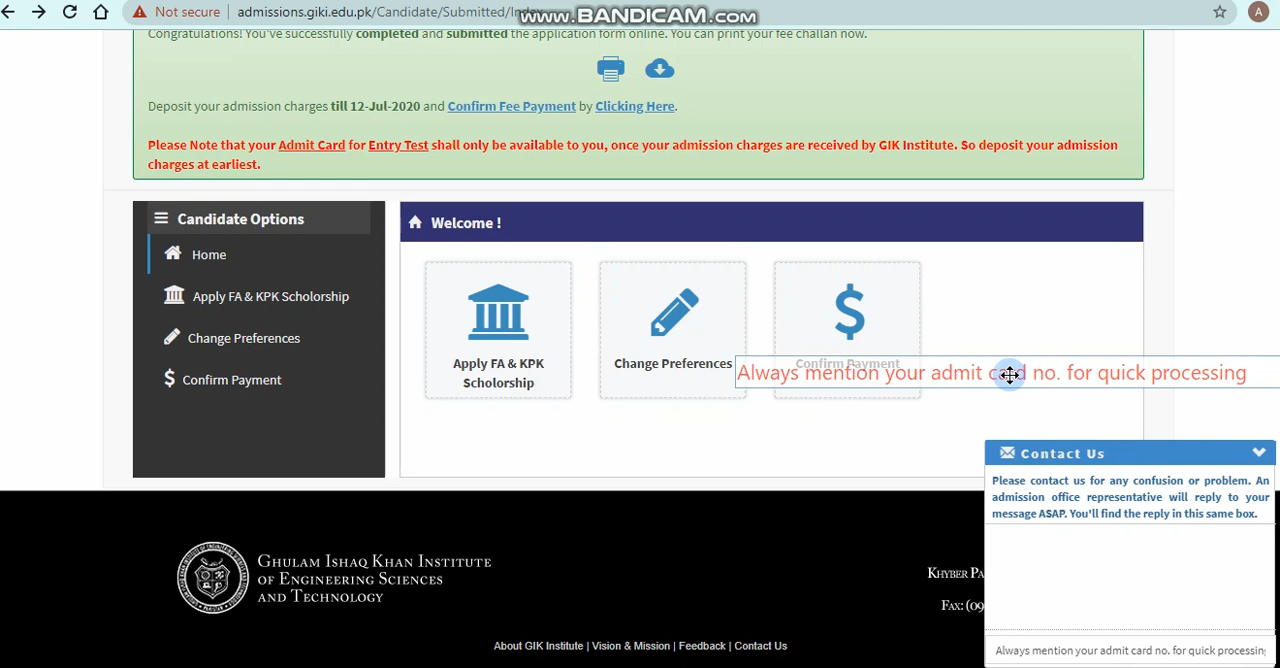 Not secure | admissions.giki.edu.pk/Candidate/Submitted/Index
www.BANDICAM.com
A
Congratulations! You've successfully completed and submitted the application form online. You can print your fee challan now.
Deposit your admission charges till 12-Jul-2020 and Confirm Fee Payment by Clicking Here.
Please Note that your Admit Card for Entry Test shall only be available to you, once your admission charges are received by GIK Institute. So deposit your admission
charges at earliest.
Candidate Options
Home
Apply FA & KPK Scholorship
Change Preferences
Confirm Payment
Welcome !
Apply FA & KPK
Scholorship
Change Preferences
Confirm Payment
Always mention your admit card no. for quick processing
Contact Us
Please contact us for any confusion or problem. An
admission office representative will reply to your
message ASAP. You'll find the reply in this same box.
Always mention your admit card no. for quick processin
Ghulam Ishaq Khan Institute
of Engineering Sciences
and Technology
Khyber Pa
Fax: (09
About GIK Institute | Vision & Mission | Feedback | Contact Us